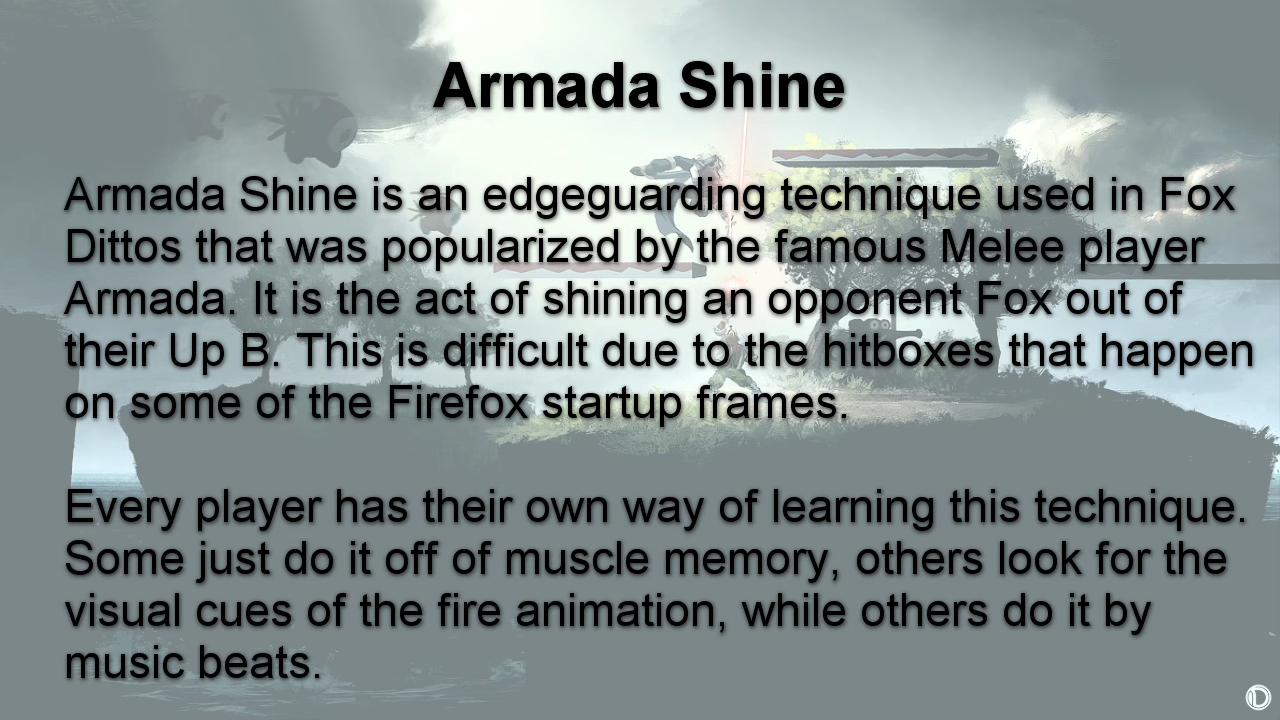 Armada Shine
Armada Shine is an edgeguarding technique used in Fox
Dittos that was popularized by the famous Melee player
Armada. It is the act of shining an opponent Fox out of
their Up B. This is difficult due to the hitboxes that happen
on some of the Firefox startup frames.
Every player has their own way of learning this technique.
Some just do it off of muscle memory, others look for the
visual cues of the fire animation, while others do it by
music beats.